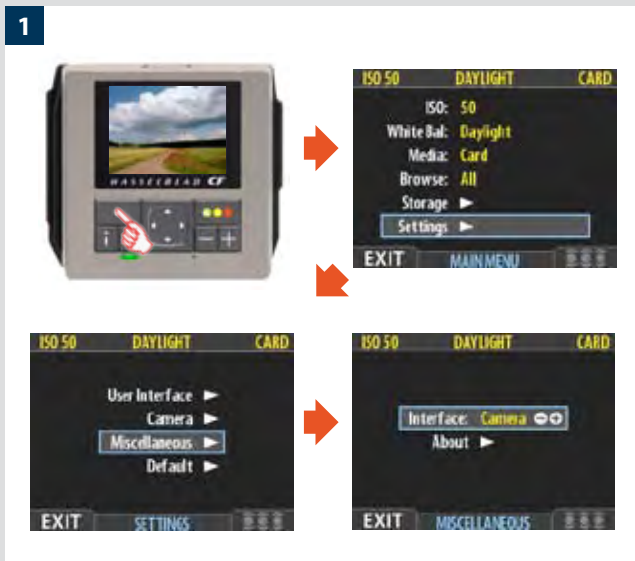 1
HASSELBLAD CF
i
ISO 50 DAYLIGHT CARD
ISO: 50
White Bal: Daylight
Media: Card
Browse: All
Storage ►
Settings ►
EXIT MAIN MENU
ISO 50 DAYLIGHT CARD
User Interface ►
Camera ►
Miscellaneous ►
Default ►
EXIT SETTINGS
ISO 50 DAYLIGHT CARD
Interface: Camera
About ►
EXIT MISCELLANEOUS